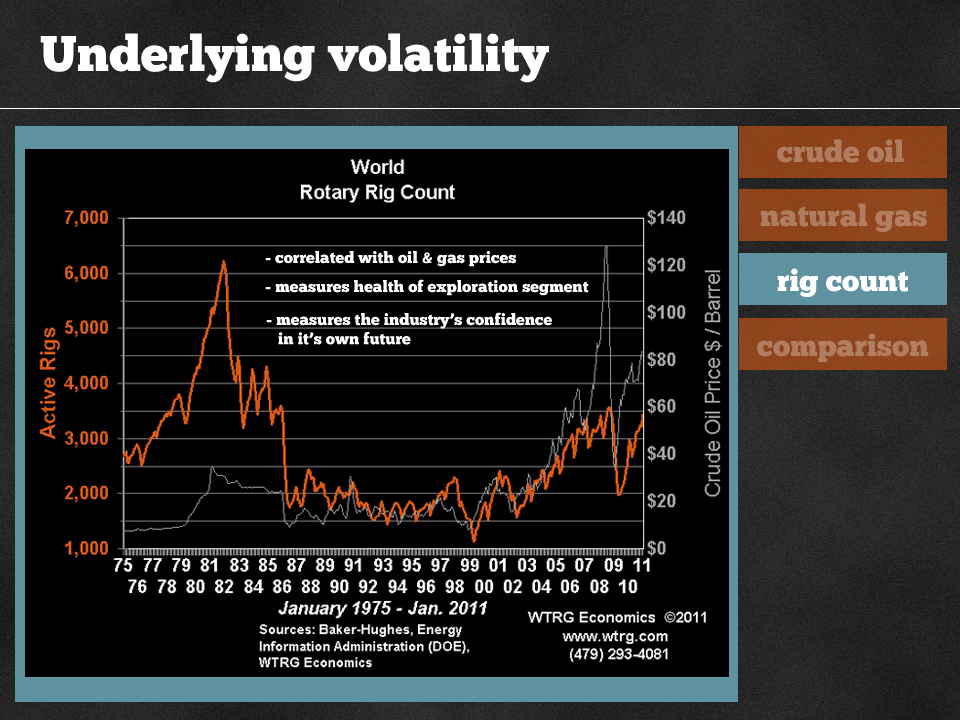 Underlying volatility
World
Rotary Rig Count
7,000
6,000
5,000
4,000
3,000
2,000
1,000
Active Rigs
- correlated with oil & gas prices
- measures health of exploration segment
- measures the industry's confidence
in it's own future
$140
$120
$100
$80
$60
$40
$20
$0
Crude Oil Price $ / Barrel
75 77 79 81 83 85 87 89 91 93 95 97 99 01 03 05 07 09 11
76 78 80 82 84 86 88 90 92 94 96 98 00 02 04 06 08 10
January 1975 - Jan. 2011
Sources: Baker-Hughes, Energy
Information Administration (DOE),
WTRG Economics
WTRG Economics ©2011
www.wtrg.com
(479) 293-4081
crude oil
natural gas
rig count
comparison